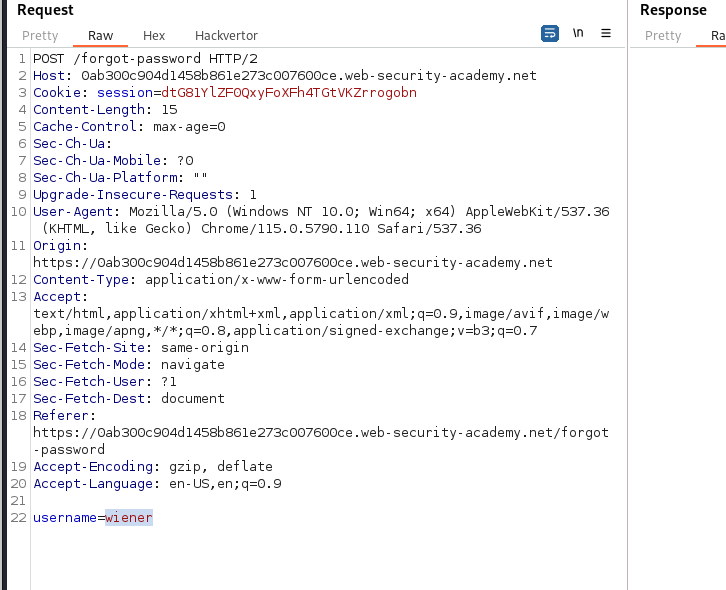 Request
Response
Pretty Raw Hex Hackvertor \n
Pretty Ra
1 POST /forgot-password HTTP/2
2 Host: 0ab300c904d1458b861e273c007600ce.web-security-academy.net
3 Cookie: session=dtG81YlZF0QxyFoXFh4TGtVKZrrogobn
4 Content-Length: 15
5 Cache-Control: max-age=0
6 Sec-Ch-Ua:
7 Sec-Ch-Ua-Mobile: ?0
8 Sec-Ch-Ua-Platform: ""
9 Upgrade-Insecure-Requests: 1
10 User-Agent: Mozilla/5.0 (Windows NT 10.0; Win64; x64) AppleWebKit/537.36
(KHTML, like Gecko) Chrome/115.0.5790.110 Safari/537.36
11 Origin:
https://0ab300c904d1458b861e273c007600ce.web-security-academy.net
12 Content-Type: application/x-www-form-urlencoded
13 Accept:
text/html,application/xhtml+xml,application/xml;q=0.9,image/avif,image/w
ebp,image/apng,*/*;q=0.8,application/signed-exchange;v=b3;q=0.7
14 Sec-Fetch-Site: same-origin
15 Sec-Fetch-Mode: navigate
16 Sec-Fetch-User: ?1
17 Sec-Fetch-Dest: document
18 Referer:
https://0ab300c904d1458b861e273c007600ce.web-security-academy.net/forgot
-password
19 Accept-Encoding: gzip, deflate
20 Accept-Language: en-US,en;q=0.9
21
22 username=wiener